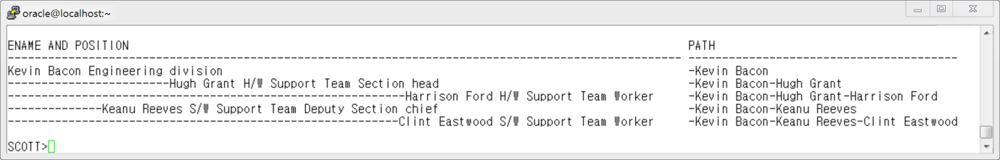 oracle@localhost:~
ENAME AND POSITION PATH
---------------------------------------------------------------------------------------------------- ----------------------------------------
Kevin Bacon Engineering division -Kevin Bacon
------------------------Hugh Grant H/W Support Team Section head -Kevin Bacon-Hugh Grant
-----------------------------------------------------------Harrison Ford H/W Support Team Worker -Kevin Bacon-Hugh Grant-Harrison Ford
--------------Keanu Reeves S/W Support Team Deputy Section chief -Kevin Bacon-Keanu Reeves
----------------------------------------------------------Clint Eastwood S/W Support Team Worker -Kevin Bacon-Keanu Reeves-Clint Eastwood
SCOTT>